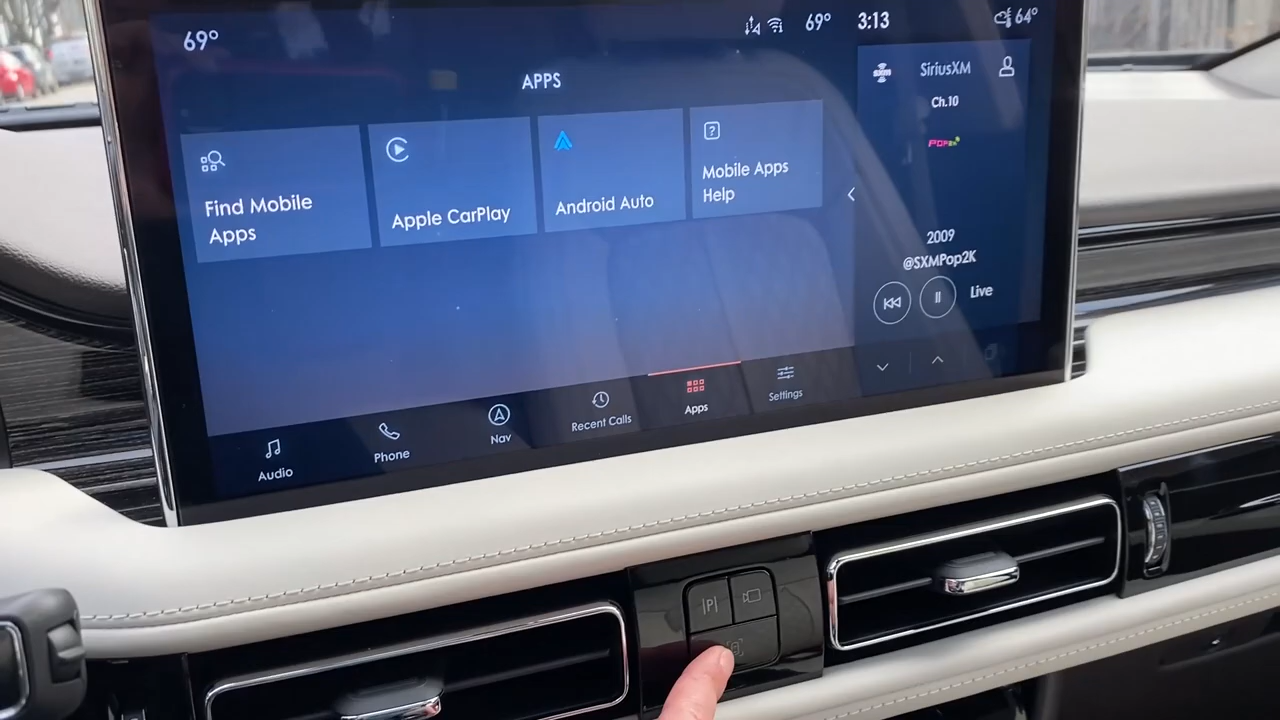 69°
69°
3:13
64°
APPS
sxm
SiriusXM
Ch.10
Find Mobile
Apps
Apple CarPlay
Android Auto
?
Mobile Apps
Help
2009
@SXMPop2K
Live
Audio
Phone
Nav
Recent Calls
Apps
Settings
P